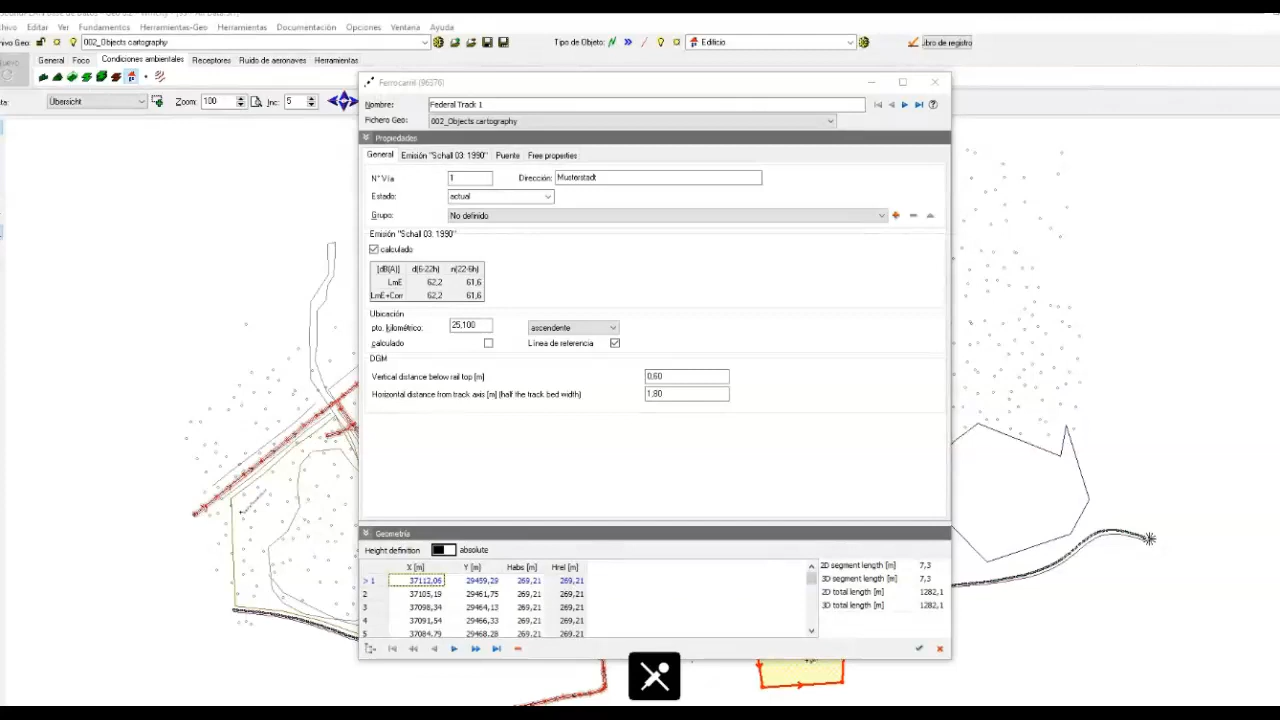 Editar Ver Fundamentos Herramientas-Geo Herramientas Documentación Opciones Ventana Ayuda
002_Objects cartography
Tipo de Objeto:
Edificio
Libro de registro
General Foco Condiciones ambientales Receptores Ruido de aeronaves Herramientas
Übersicht
Zoom: 100
Inc: 5
Ferrocarril (96376)
Nombre: Federal Track 1
Fichero Geo: 002_Objects cartography
Propiedades
General Emisión "Schall 03: 1990" Puente Free properties
N° Vía 1 Dirección: Musterstadt
Estado: actual
Grupo: No definido
Emisión "Schall 03: 1990"
calculado
[dB(A)] d(6-22h) n(22-6h)
LmE 62,2 61,6
LmE+Corr 62,2 61,6
Ubicación
pto. kilométrico: 25,100 ascendente
calculado Línea de referencia
DGM
Vertical distance below rail top [m] 0,60
Horizontal distance from track axis [m] (half the track bed width) 1,80
Geometría
Height definition absolute
X [m] Y [m] Habs [m] Hrel [m]
> 1 37112,06 29459,29 269,21 269,21
2 37105,19 29461,75 269,21 269,21
3 37098,34 29464,13 269,21 269,21
4 37091,54 29466,33 269,21 269,21
5 37084,79 29468,28 269,21 269,21
2D segment length [m] 7,3
3D segment length [m] 7,3
2D total length [m] 1282,1
3D total length [m] 1282,1